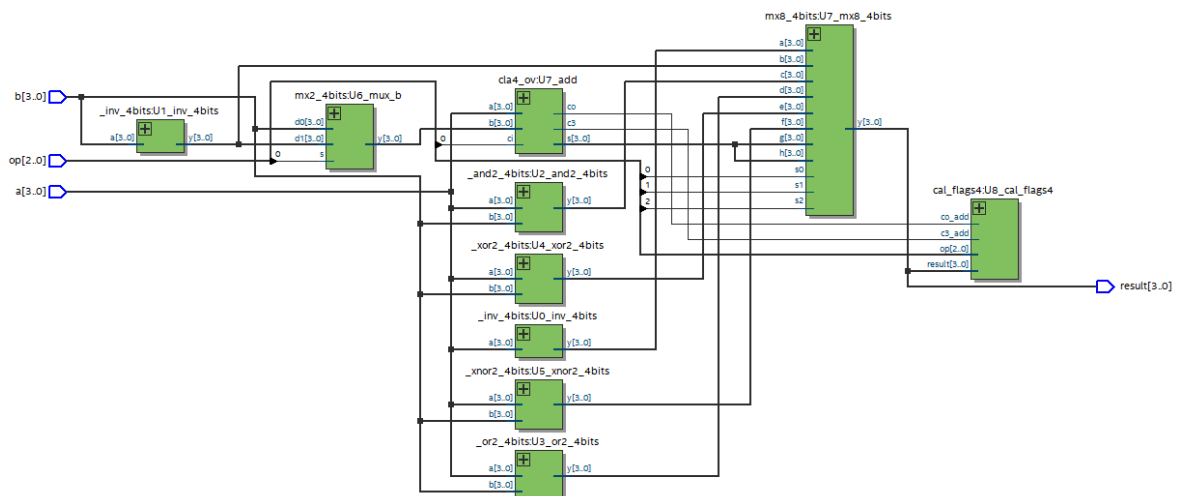 mx8_4bits:U7_mx8_4bits
a[3..0]
b[3..0]
c[3..0]
d[3..0]
e[3..0]
f[3..0]
g[3..0]
h[3..0]
s0
s1
s2
y[3..0]
0
1
2
b[3..0]
op[2..0]
a[3..0]
_inv_4bits:U1_inv_4bits
a[3..0] y[3..0]
mx2_4bits:U6_mux_b
d0[3..0]
d1[3..0] y[3..0]
0 s
cla4_ov:U7_add
a[3..0] co
b[3..0] c3
0 ci s[3..0]
_and2_4bits:U2_and2_4bits
a[3..0] y[3..0]
b[3..0]
_xor2_4bits:U4_xor2_4bits
a[3..0] y[3..0]
b[3..0]
_inv_4bits:U0_inv_4bits
a[3..0] y[3..0]
_xnor2_4bits:U5_xnor2_4bits
a[3..0] y[3..0]
b[3..0]
_or2_4bits:U3_or2_4bits
a[3..0] y[3..0]
b[3..0]
cal_flags4:U8_cal_flags4
co_add
c3_add
op[2..0]
result[3..0]
result[3..0]